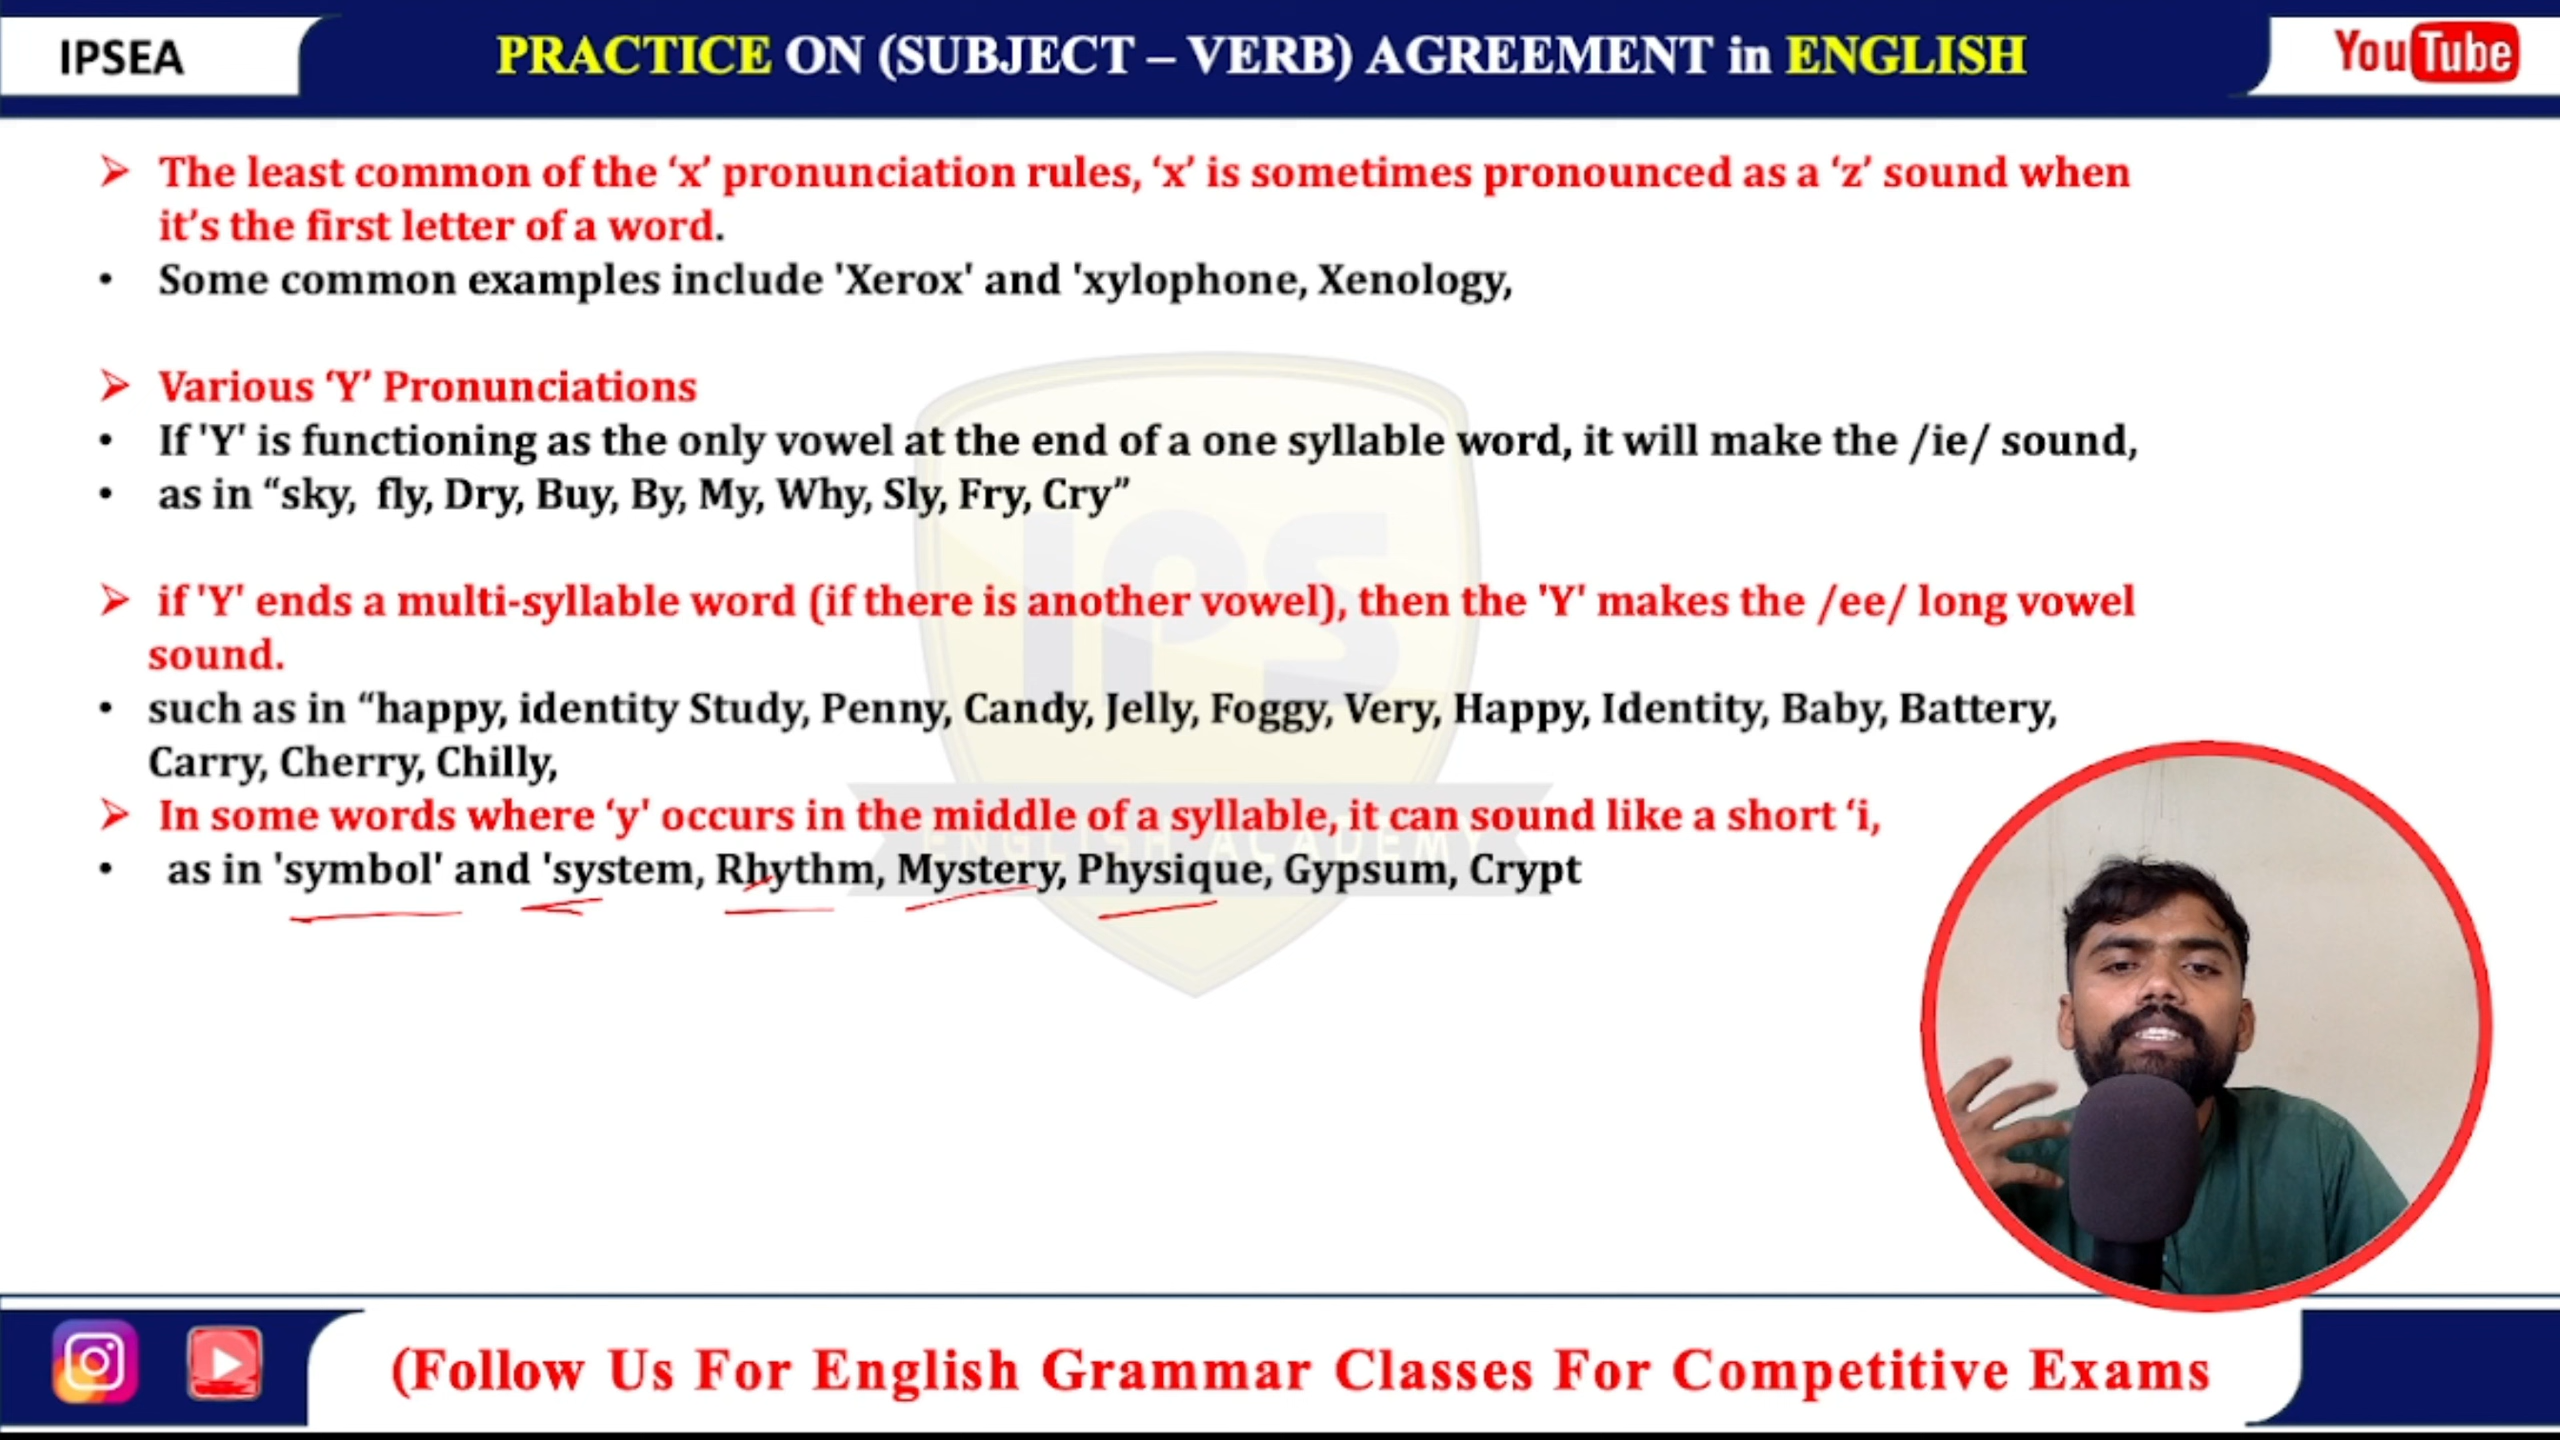 IPSEA
PRACTICE ON (SUBJECT – VERB) AGREEMENT in ENGLISH
YouTube
➢ The least common of the ‘x’ pronunciation rules, ‘x’ is sometimes pronounced as a ‘z’ sound when
it’s the first letter of a word.
• Some common examples include 'Xerox' and 'xylophone, Xenology,
➢ Various ‘Y’ Pronunciations
• If 'Y' is functioning as the only vowel at the end of a one syllable word, it will make the /ie/ sound,
• as in “sky, fly, Dry, Buy, By, My, Why, Sly, Fry, Cry”
➢ if 'Y' ends a multi-syllable word (if there is another vowel), then the 'Y' makes the /ee/ long vowel
sound.
• such as in “happy, identity Study, Penny, Candy, Jelly, Foggy, Very, Happy, Identity, Baby, Battery,
Carry, Cherry, Chilly,
➢ In some words where ‘y' occurs in the middle of a syllable, it can sound like a short ‘i,
• as in 'symbol' and 'system, Rhythm, Mystery, Physique, Gypsum, Crypt
IPS
ENGLISH ACADEMY
(Follow Us For English Grammar Classes For Competitive Exams